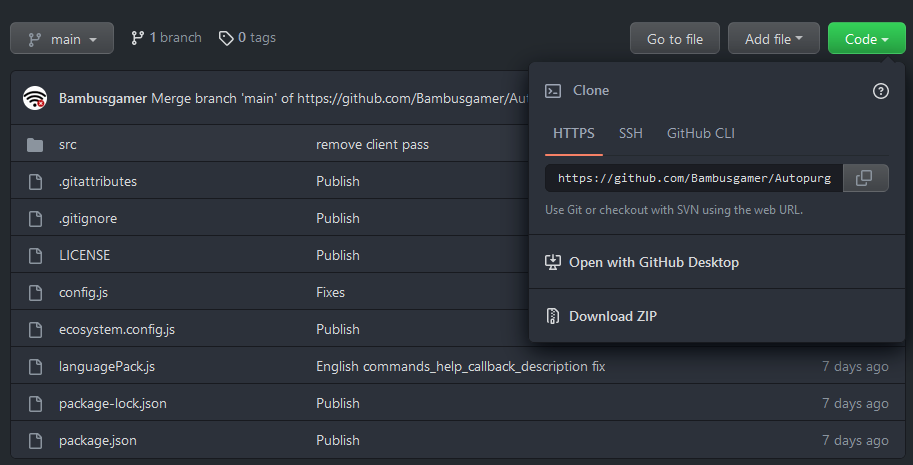 main 1 branch 0 tags Go to file Add file Code
Bambusgamer Merge branch 'main' of https://github.com/Bambusgamer/Au
Clone
HTTPS SSH GitHub CLI
https://github.com/Bambusgamer/Autopurg
Use Git or checkout with SVN using the web URL.
Open with GitHub Desktop
Download ZIP
src remove client pass
.gitattributes Publish
.gitignore Publish
LICENSE Publish
config.js Fixes
ecosystem.config.js Publish
languagePack.js English commands_help_callback_description fix 7 days ago
package-lock.json Publish 7 days ago
package.json Publish 7 days ago